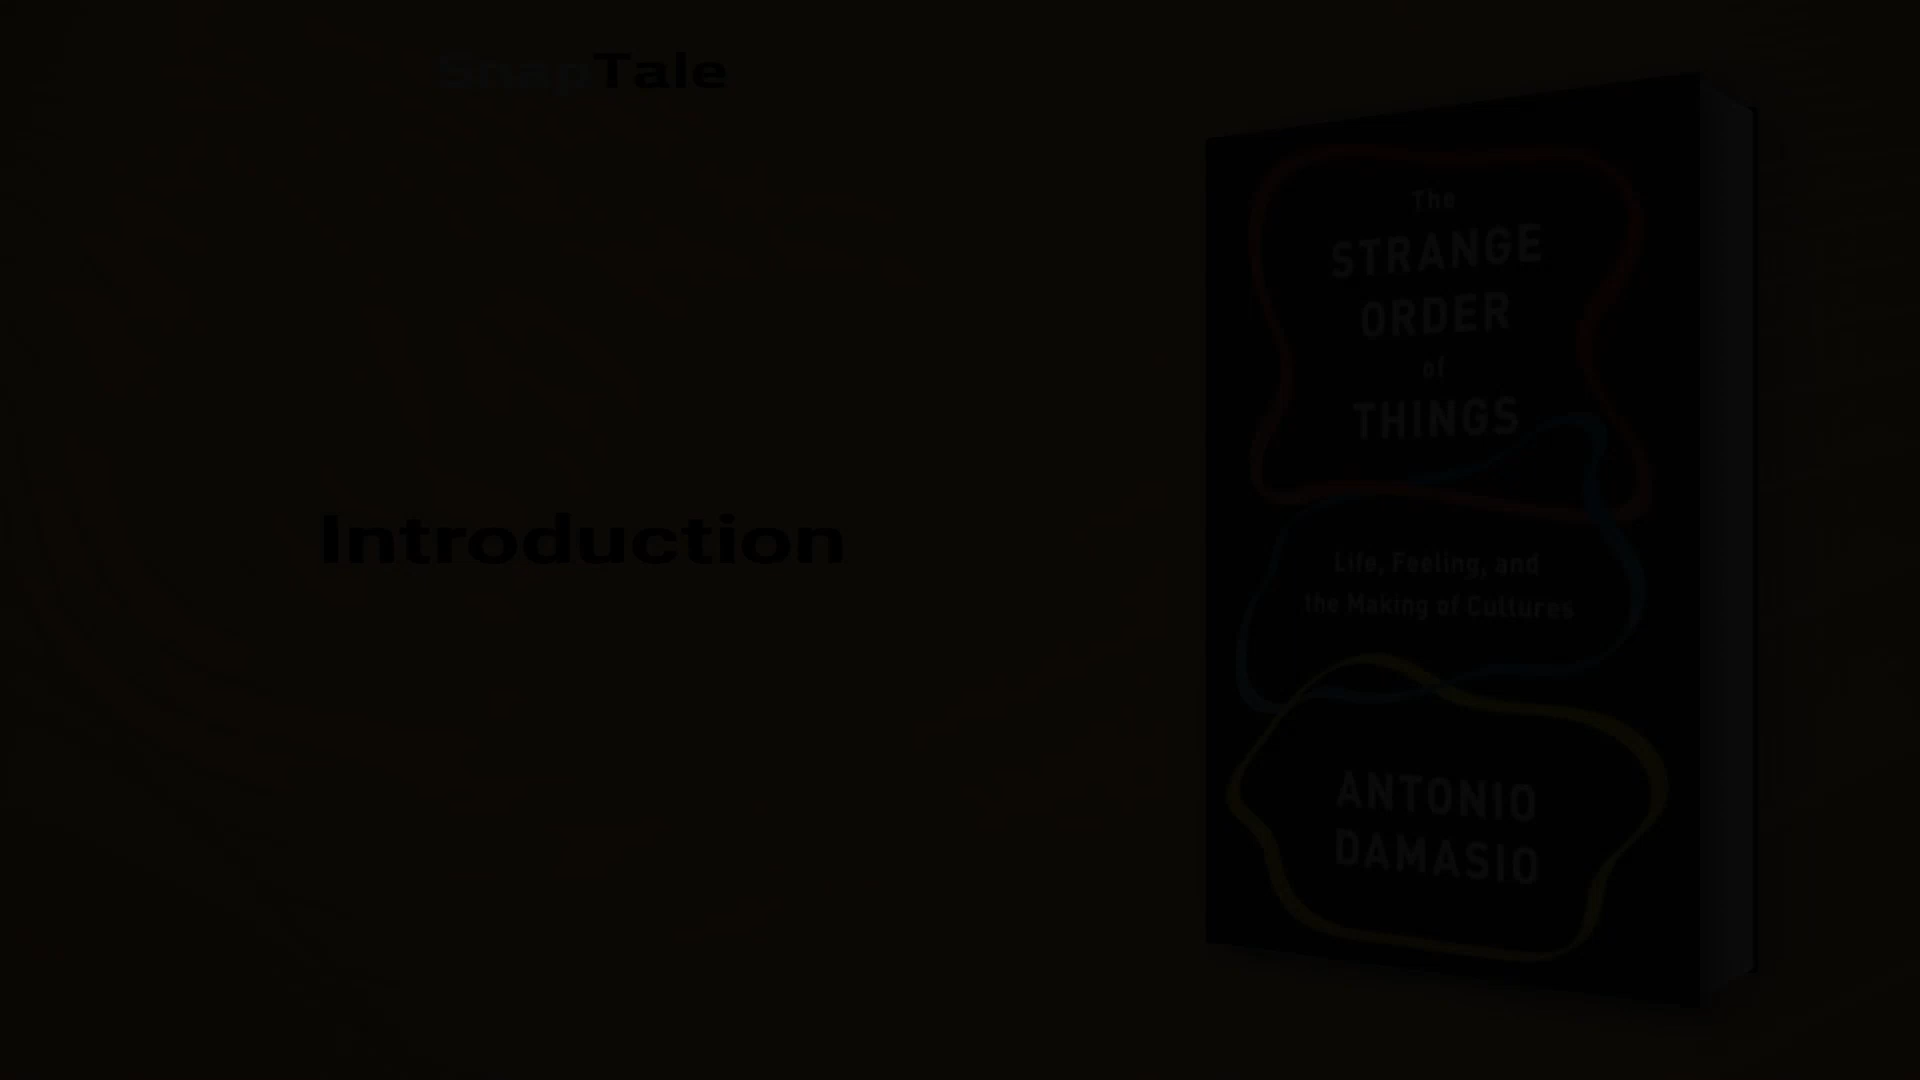 SnapTale
Introduction
The
STRANGE
ORDER
of
THINGS
Life, Feeling, and
the Making of Cultures
ANTONIO
DAMASIO